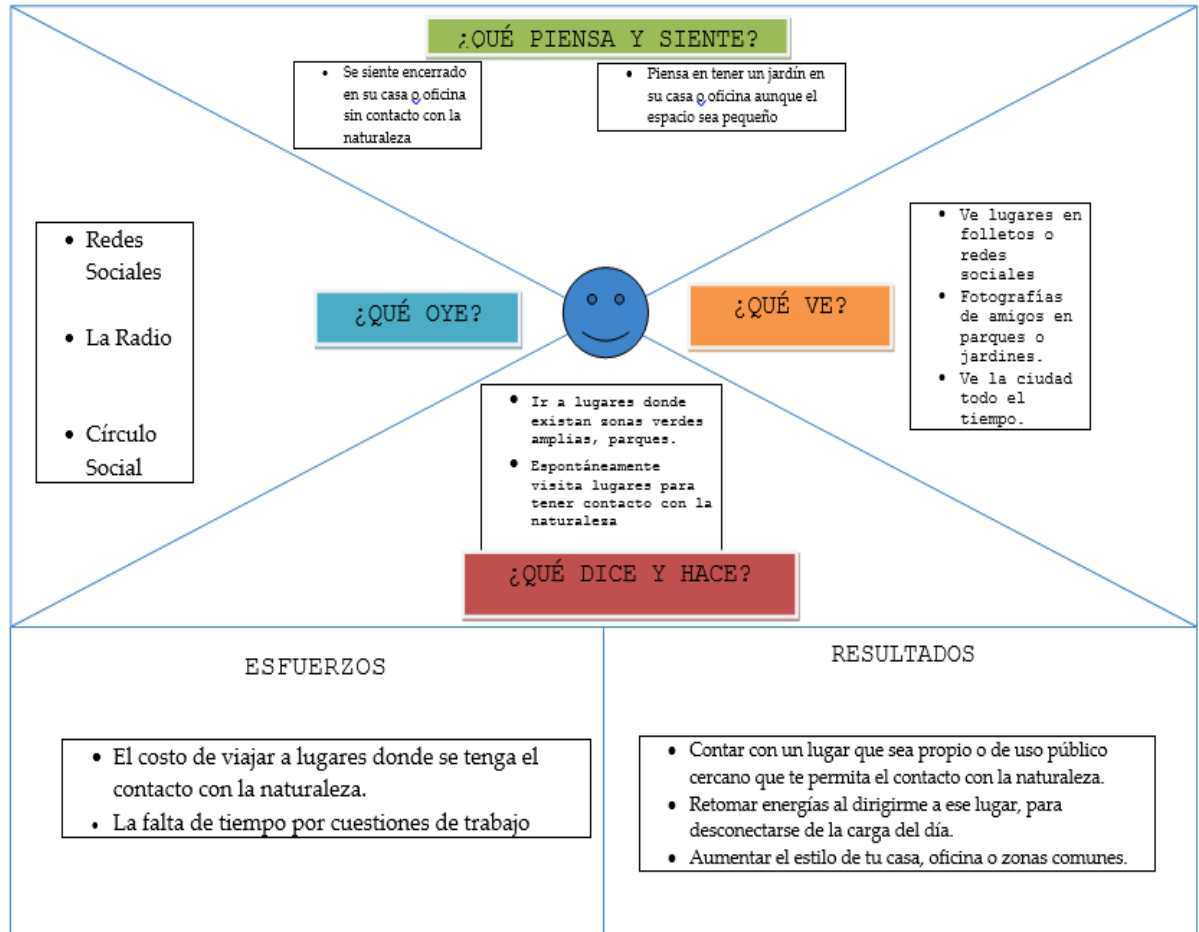 ¿QUÉ PIENSA Y SIENTE?
• Se siente encerrado
en su casa o oficina
sin contacto con la
naturaleza
• Piensa en tener un jardín en
su casa o oficina aunque el
espacio sea pequeño
• Redes
Sociales
• La Radio
• Círculo
Social
¿QUÉ OYE?
¿QUÉ VE?
• Ve lugares en
folletos o
redes
sociales
• Fotografías
de amigos en
parques o
jardines.
• Ve la ciudad
todo el
tiempo.
• Ir a lugares donde
existan zonas verdes
amplias, parques.
• Espontáneamente
visita lugares para
tener contacto con la
naturaleza
¿QUÉ DICE Y HACE?
ESFUERZOS
• El costo de viajar a lugares donde se tenga el
contacto con la naturaleza.
• La falta de tiempo por cuestiones de trabajo
RESULTADOS
• Contar con un lugar que sea propio o de uso público
cercano que te permita el contacto con la naturaleza.
• Retomar energías al dirigirme a ese lugar, para
desconectarse de la carga del día.
• Aumentar el estilo de tu casa, oficina o zonas comunes.